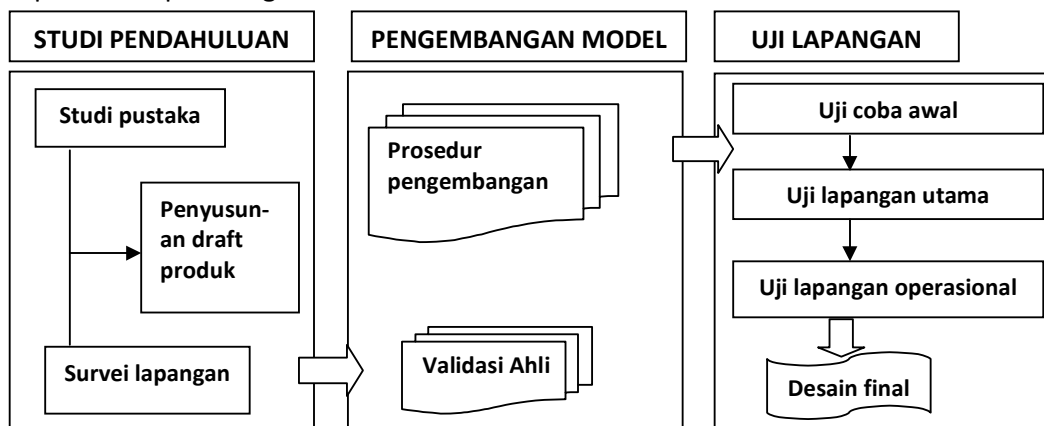 STUDI PENDAHULUAN
PENGEMBANGAN MODEL
UJI LAPANGAN
Studi pustaka
Penyusun-
an draft
produk
Survei lapangan
Prosedur
pengembangan
Validasi Ahli
Uji coba awal
Uji lapangan utama
Uji lapangan operasional
Desain final